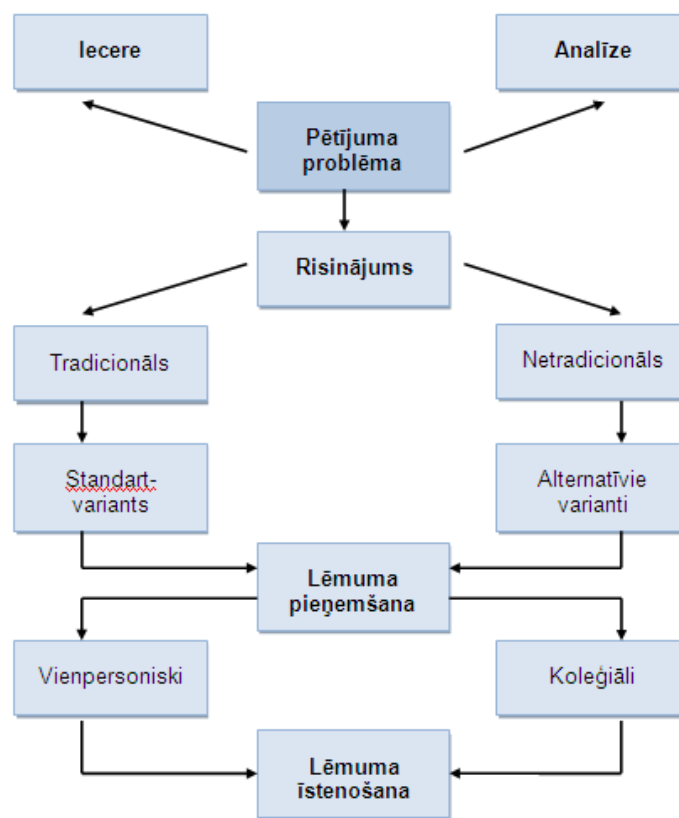 Iecere
Analīze
Pētījuma
problēma
Risinājums
Tradicionāls
Netradicionāls
Standart-
variants
Alternatīvie
varianti
Lēmuma
pieņemšana
Vienpersoniski
Koleģiāli
Lēmuma
īstenošana